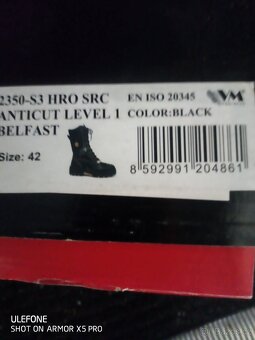 2350-S3 HRO SRC
EN ISO 20345
VM
ANTICUT LEVEL 1
COLOR:BLACK
BELFAST
Size: 42
8 592991 204861
ULEFONE
SHOT ON ARMOR X5 PRO